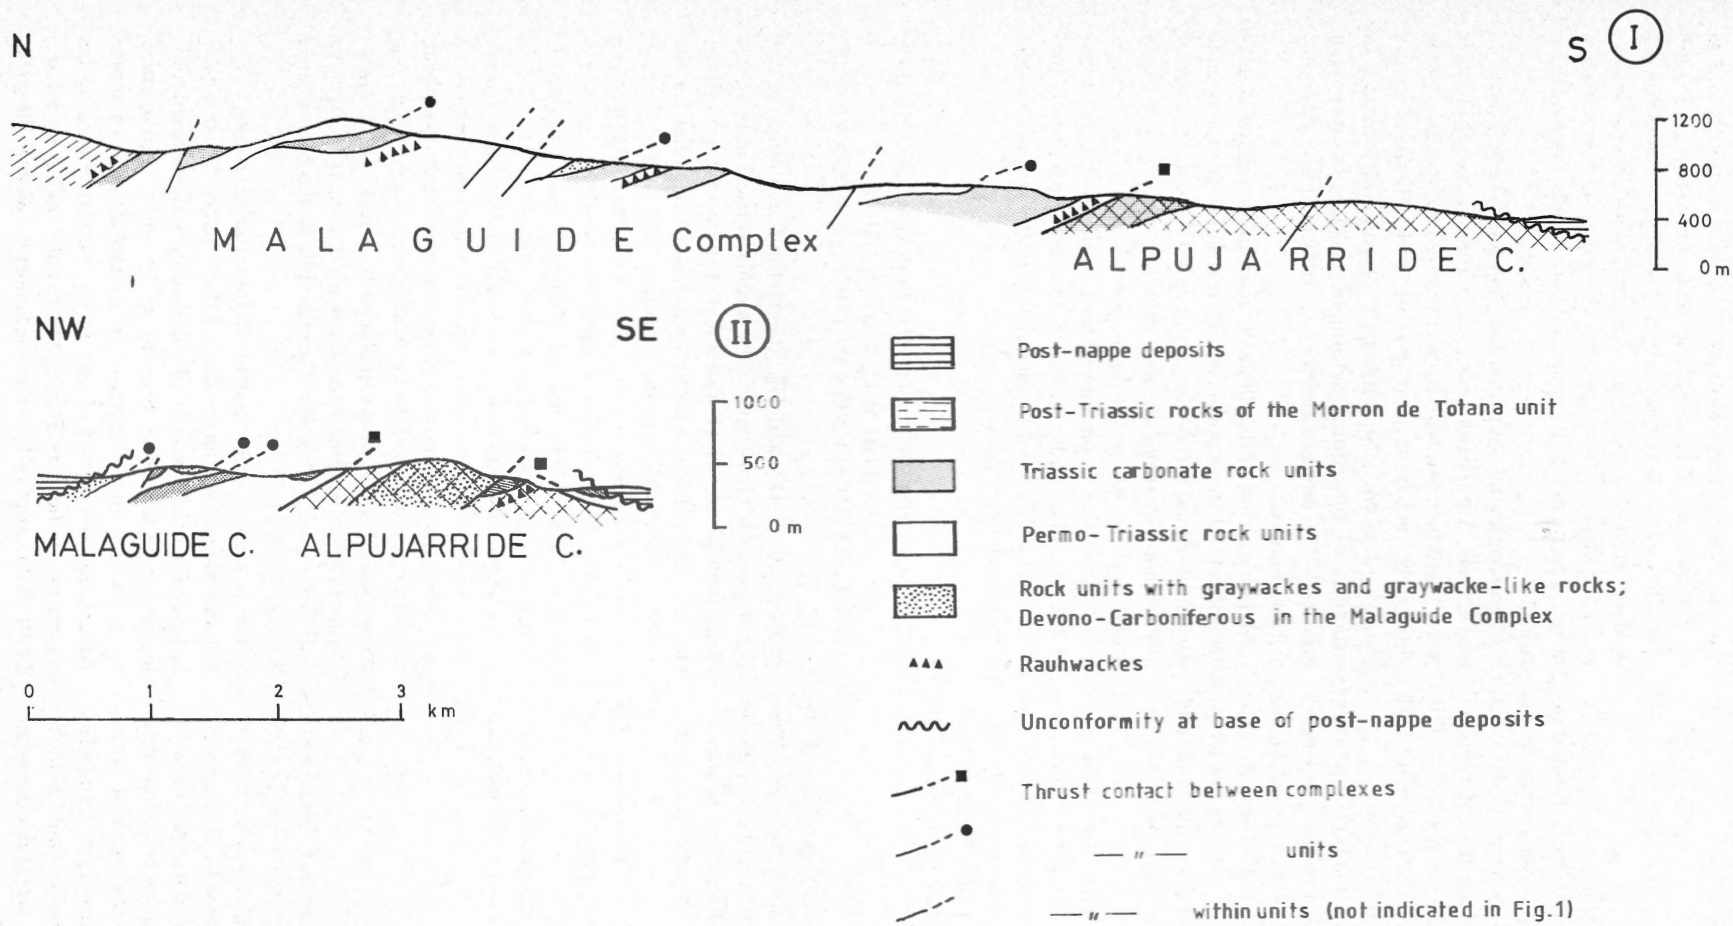 N
S I
1200
800
400
0 m
MALAGUIDE Complex
ALPUJARRIDE C.
NW
SE II
1000
500
0 m
MALAGUIDE C. ALPUJARRIDE C.
0 1 2 3 km
Post-nappe deposits
Post-Triassic rocks of the Morron de Totana unit
Triassic carbonate rock units
Permo-Triassic rock units
Rock units with graywackes and graywacke-like rocks;
Devono-Carboniferous in the Malaguide Complex
Rauhwackes
Unconformity at base of post-nappe deposits
Thrust contact between complexes
— " — units
— " — within units (not indicated in Fig.1)